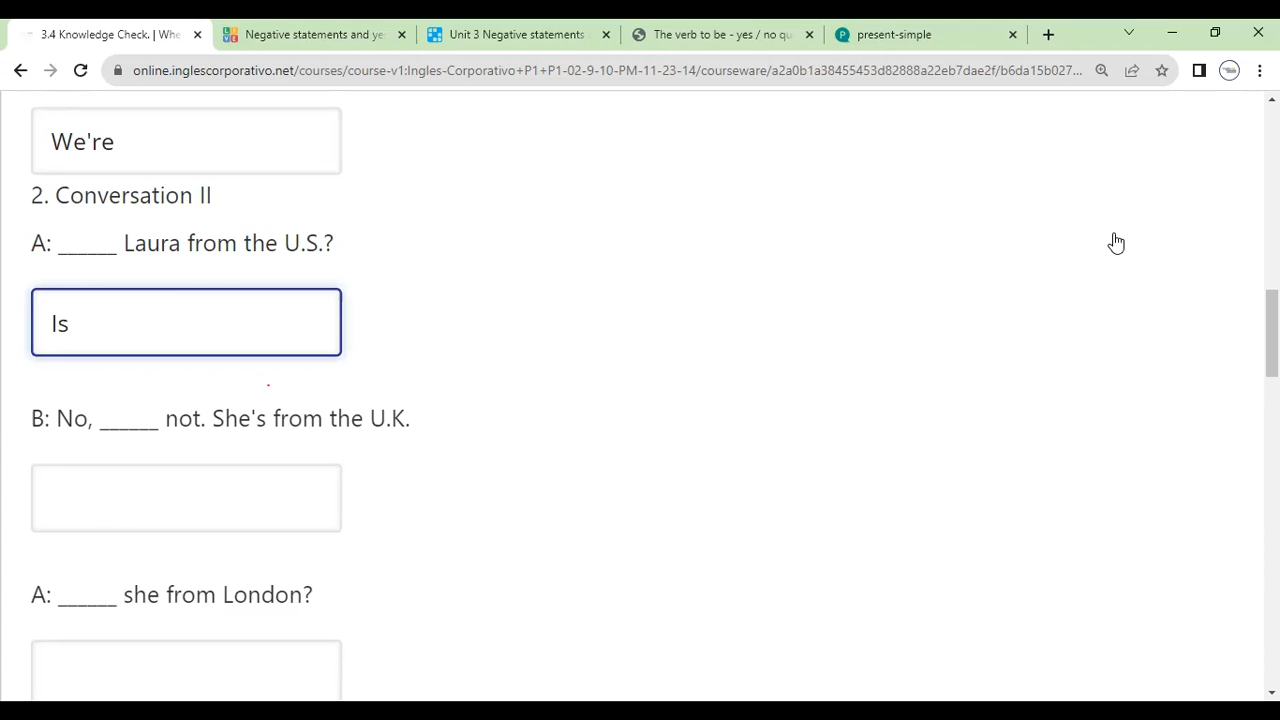 3.4 Knowledge Check. | Whe
Negative statements and ye
Unit 3 Negative statements
The verb to be - yes / no qu
present-simple
online.inglescorporativo.net/courses/course-v1:Ingles-Corporativo+P1+P1-02-9-10-PM-11-23-14/courseware/a2a0b1a38455453d82888a22eb7dae2f/b6da15b027...
We're
2. Conversation II
A: ______ Laura from the U.S.?
Is
B: No, ______ not. She's from the U.K.
A: ______ she from London?